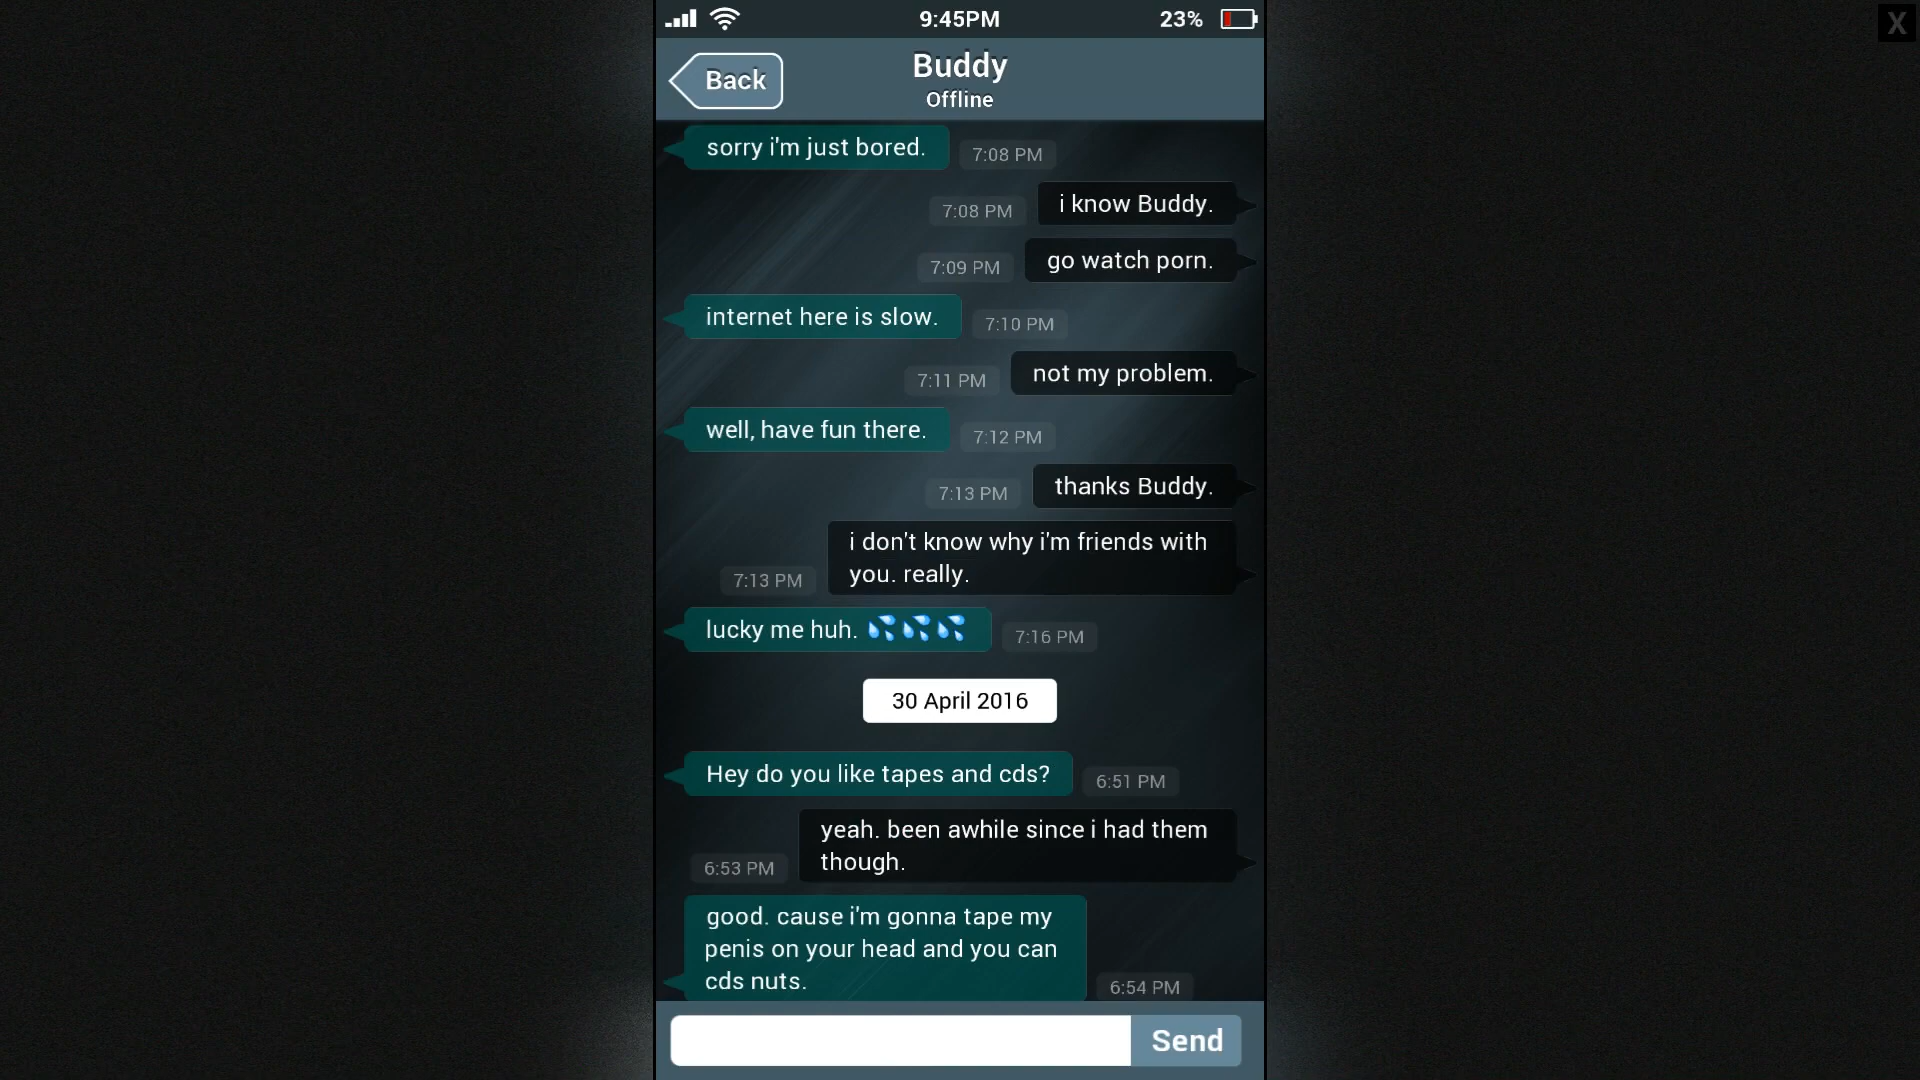 9:45PM
23%
X
Back
Buddy
Offline
sorry i'm just bored.
7:08 PM
i know Buddy.
7:08 PM
go watch porn.
7:09 PM
internet here is slow.
7:10 PM
not my problem.
7:11 PM
well, have fun there.
7:12 PM
thanks Buddy.
7:13 PM
i don't know why i'm friends with
you. really.
7:13 PM
lucky me huh. 💦💦💦
7:16 PM
30 April 2016
Hey do you like tapes and cds?
6:51 PM
yeah. been awhile since i had them
though.
6:53 PM
good. cause i'm gonna tape my
penis on your head and you can
cds nuts.
6:54 PM
Send